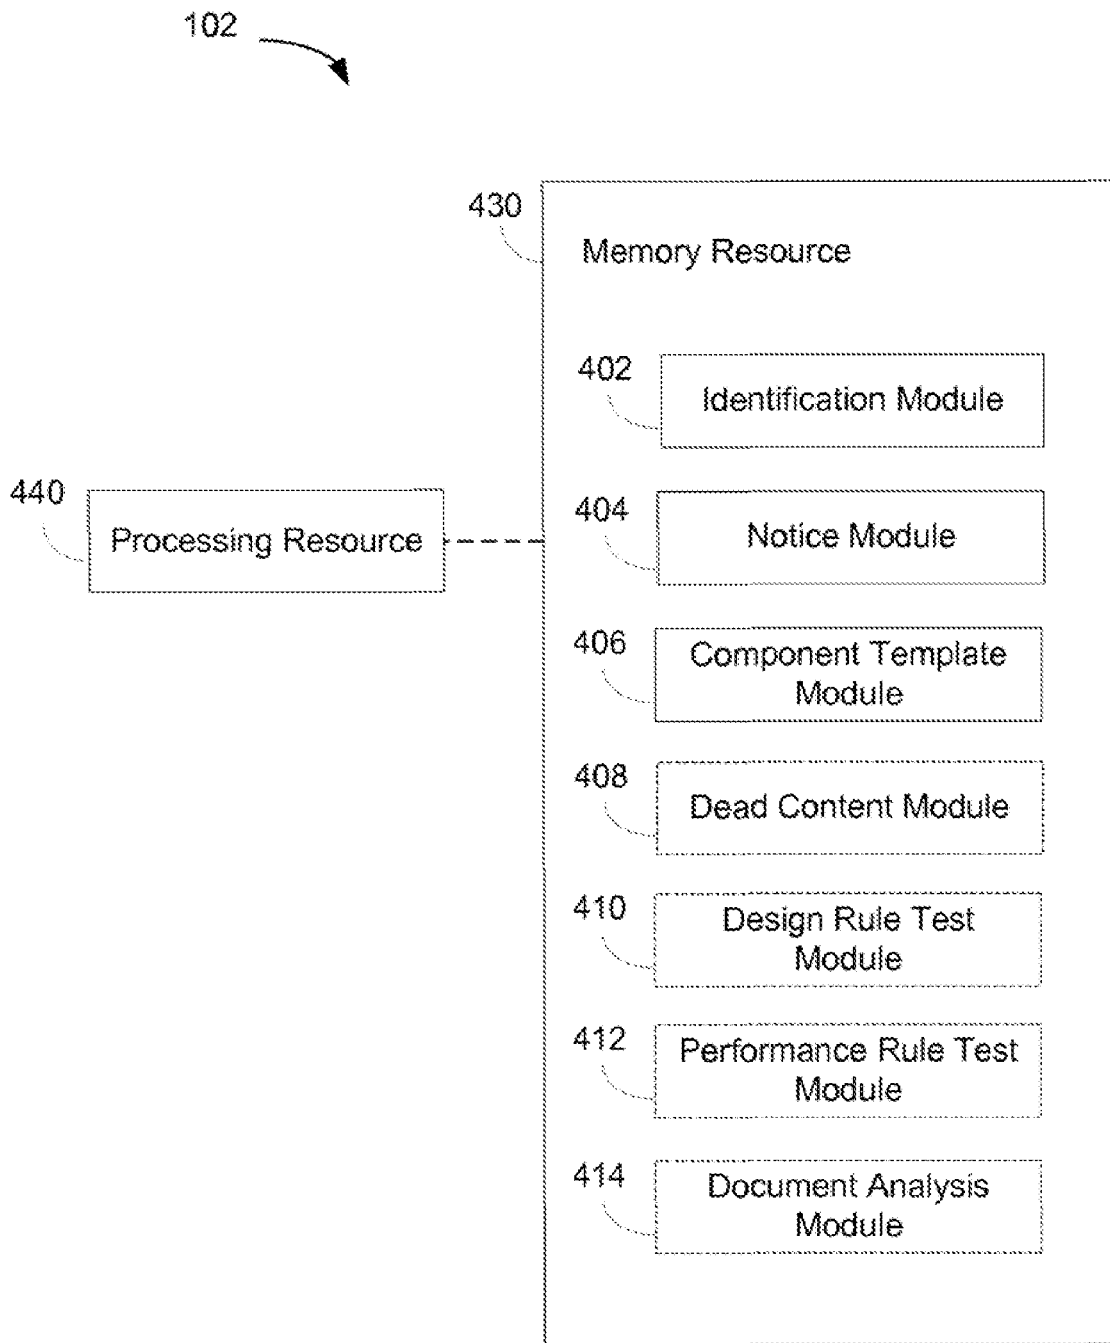 102
430
Memory Resource
402
Identification Module
440
Processing Resource
404
Notice Module
406
Component Template
Module
408
Dead Content Module
410
Design Rule Test
Module
412
Performance Rule Test
Module
414
Document Analysis
Module